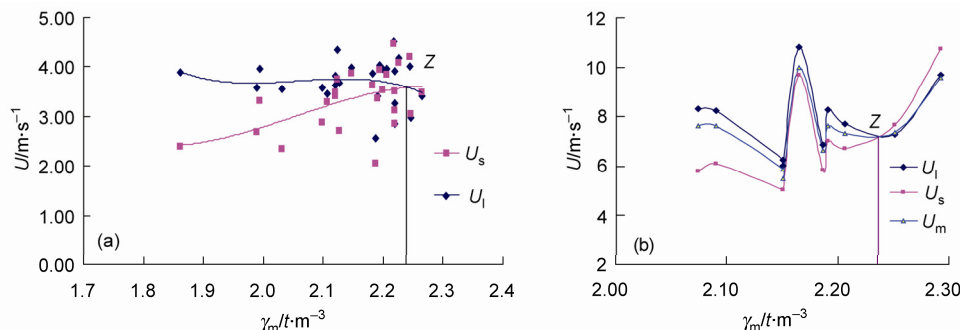 5.00
4.00
3.00
2.00
1.00
0.00
U/m·s⁻¹
Z
Uₛ
Uₗ
(a)
1.7 1.8 1.9 2.0 2.1 2.2 2.3 2.4
γₘ/t·m⁻³
12
10
8
6
4
2
U/m·s⁻¹
Z
Uₗ
Uₛ
Uₘ
(b)
2.00 2.10 2.20 2.30
γₘ/t·m⁻³